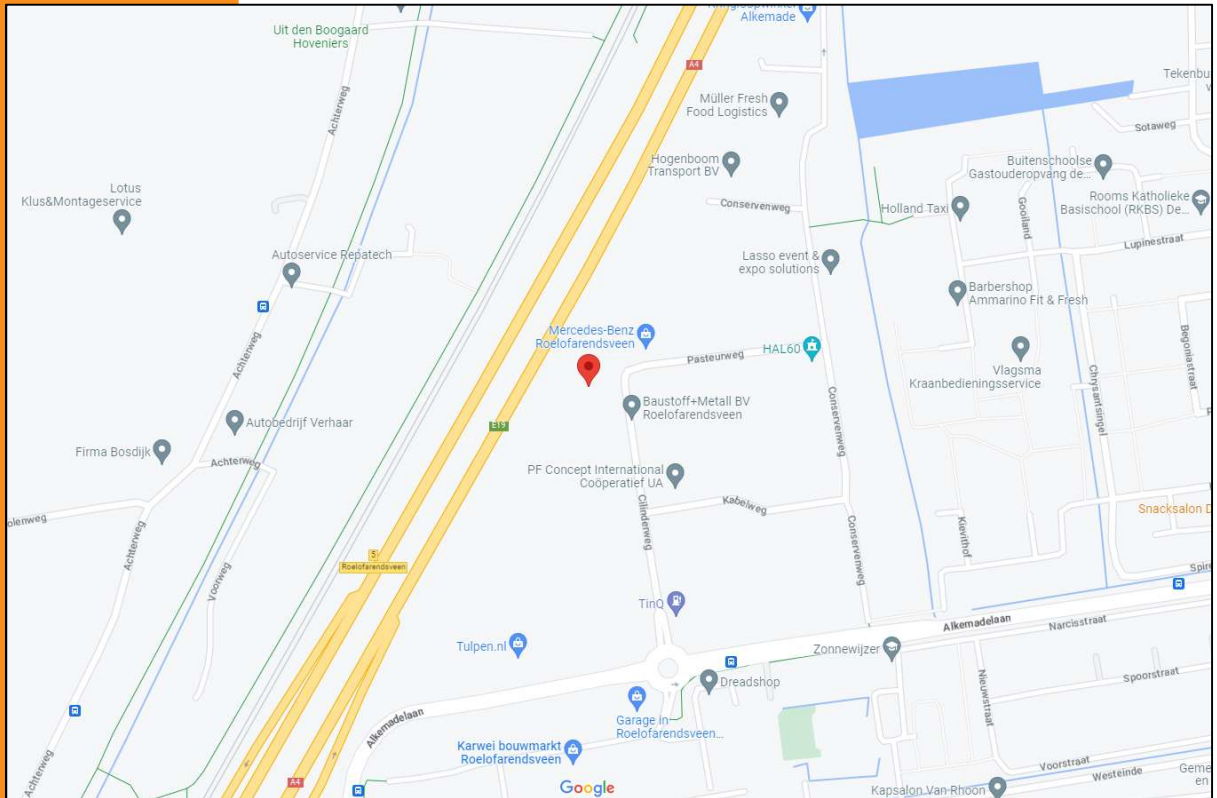 Kringloopwinkel
Alkemade
Uit den Boogaard
Hoveniers
A4
Müller Fresh
Food Logistics
Achterweg
Sotaweg
Hogenboom
Transport BV
Buitenschoolse
Gastouderopvang de...
Lotus
Klus&Montageservice
Rooms Katholieke
Basischool (RKBS) De...
Conservenweg
Holland Taxi
Gooiland
Lupinestraat
Autoservice Repatech
Lasso event &
expo solutions
Barbershop
Ammarino Fit & Fresh
Mercedes-Benz
Roelofarendsveen
Pasteurweg
HAL60
Begoniastraat
Achterweg
Vlagsma
Kraanbedieningsservice
Chrysantsingel
Baustoff+Metall BV
Roelofarendsveen
Conservenweg
Autobedrijf Verhaar
E19
Firma Bosdijk
Achterweg
PF Concept International
Coöperatief UA
Kabelweg
Cilinderweg
Snacksalon D
olenweg
Achterweg
Conservenweg
Kievithof
5
Roelofarendsveen
Voorweg
Spire
TinQ
Alkemadelaan
Narcisstraat
Tulpen.nl
Zonnewijzer
Dreadshop
Nieuwstraat
Spoorstraat
Alkemadelaan
Garage in
Roelofarendsveen...
Karwei bouwmarkt
Roelofarendsveen
Achterweg
A4
Google
Voorstraat
Westeinde
Geme
en
Kapsalon Van Rhoon